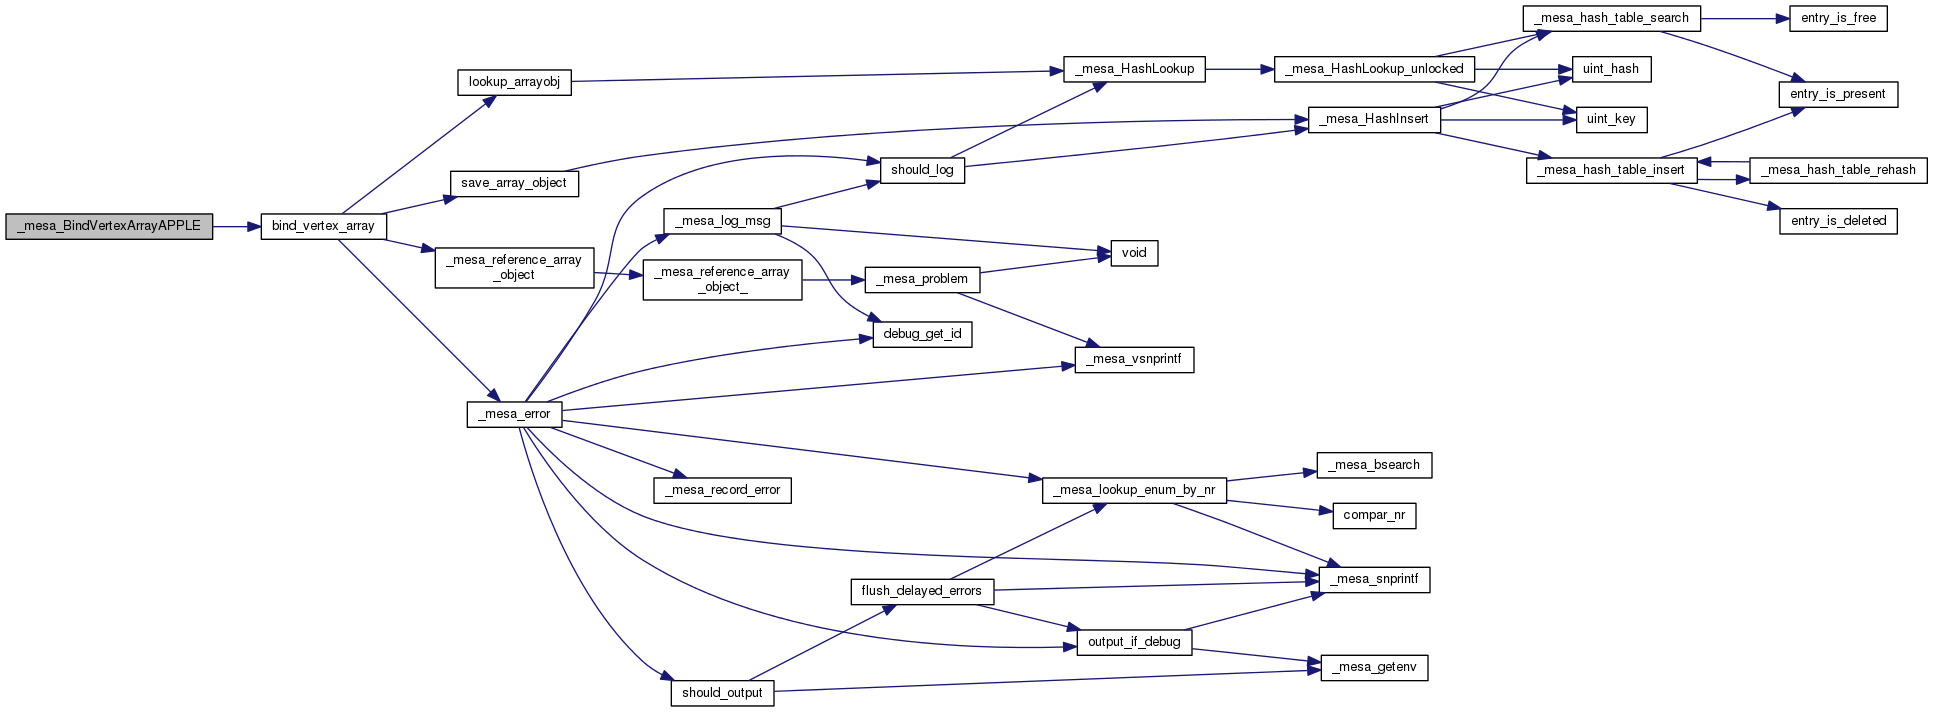 _mesa_BindVertexArrayAPPLE
bind_vertex_array
lookup_arrayobj
save_array_object
_mesa_reference_array
_object
_mesa_error
_mesa_reference_array
_object_
_mesa_log_msg
_mesa_record_error
should_output
should_log
_mesa_problem
debug_get_id
flush_delayed_errors
_mesa_HashLookup
void
_mesa_vsnprintf
_mesa_lookup_enum_by_nr
output_if_debug
_mesa_HashLookup_unlocked
_mesa_HashInsert
_mesa_bsearch
compar_nr
_mesa_snprintf
_mesa_getenv
_mesa_hash_table_search
uint_hash
uint_key
_mesa_hash_table_insert
entry_is_free
entry_is_present
_mesa_hash_table_rehash
entry_is_deleted